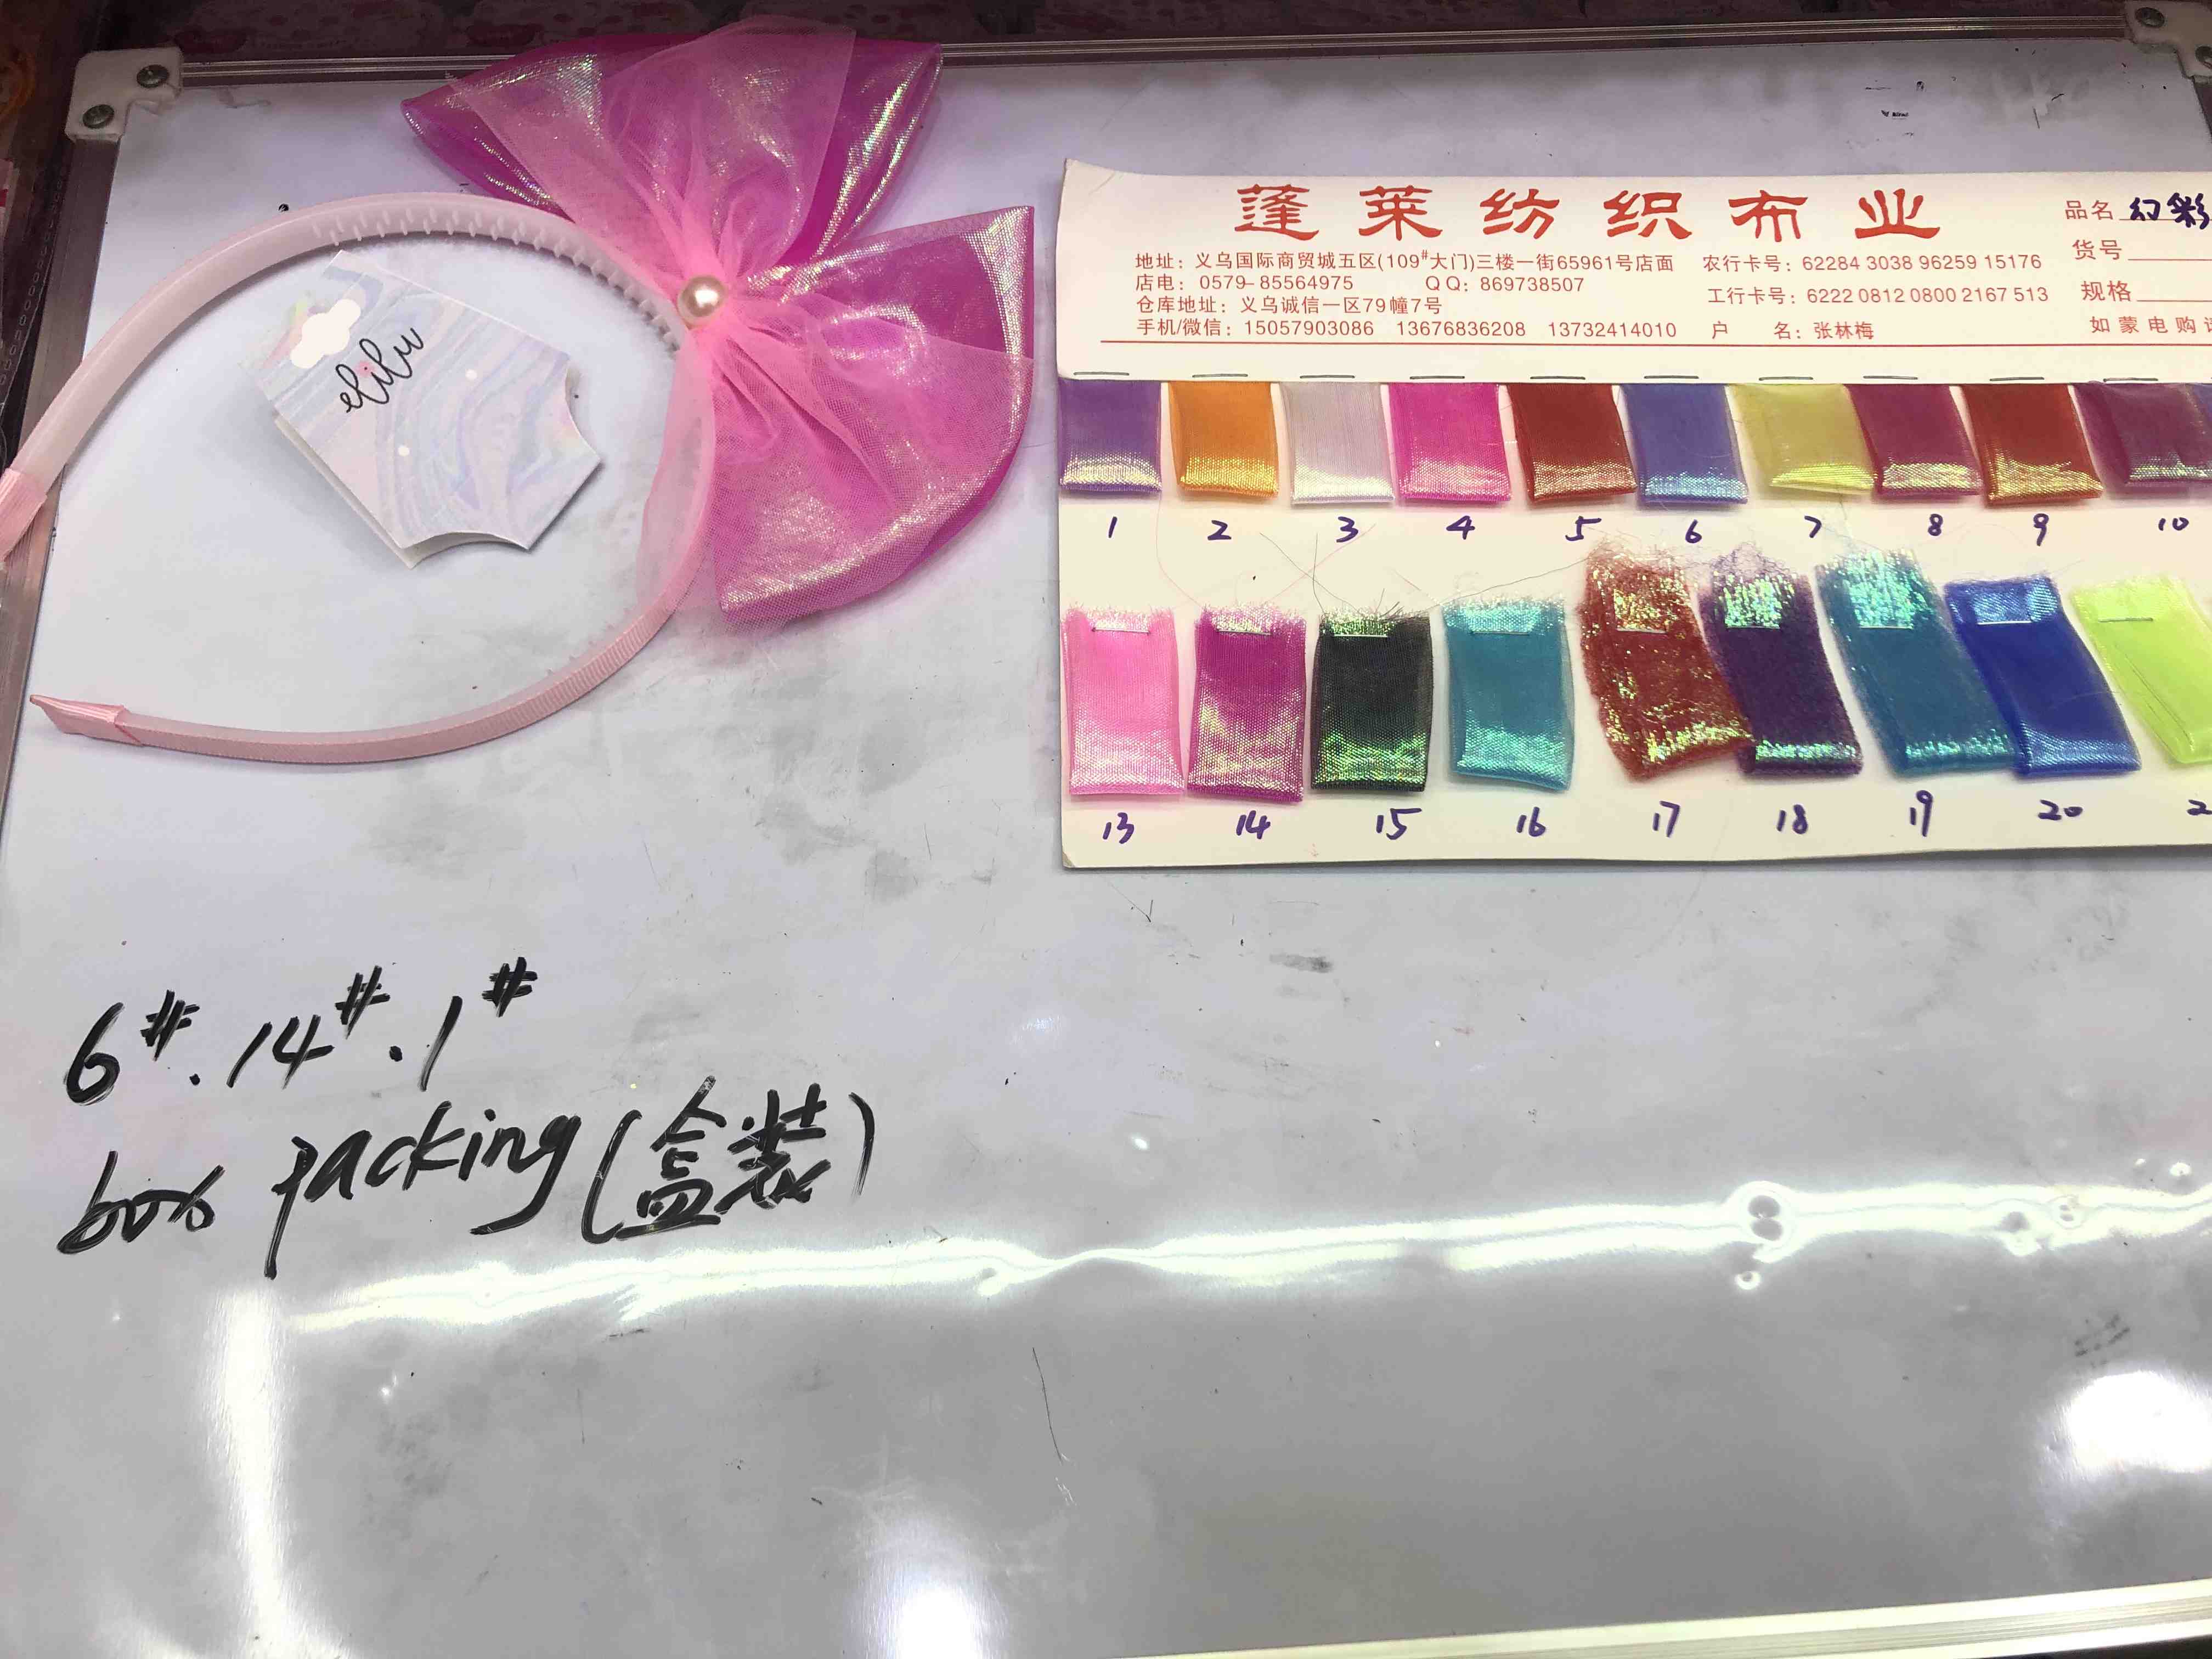 elilu
蓬莱纺织布业
地址：义乌国际商贸城五区(109#大门)三楼一街65961号店面
店电：0579-85564975 QQ：869738507
仓库地址：义乌诚信一区79幢7号
手机/微信：15057903086 13676836208 13732414010
农行卡号：62284 3038 96259 15176
工行卡号：6222 0812 0800 2167 513
户 名：张林梅
品名 幻彩
货号
规格
如蒙电购
1 2 3 4 5 6 7 8 9 10
13 14 15 16 17 18 19 20
6#.14#.1#
box packing(盒装)